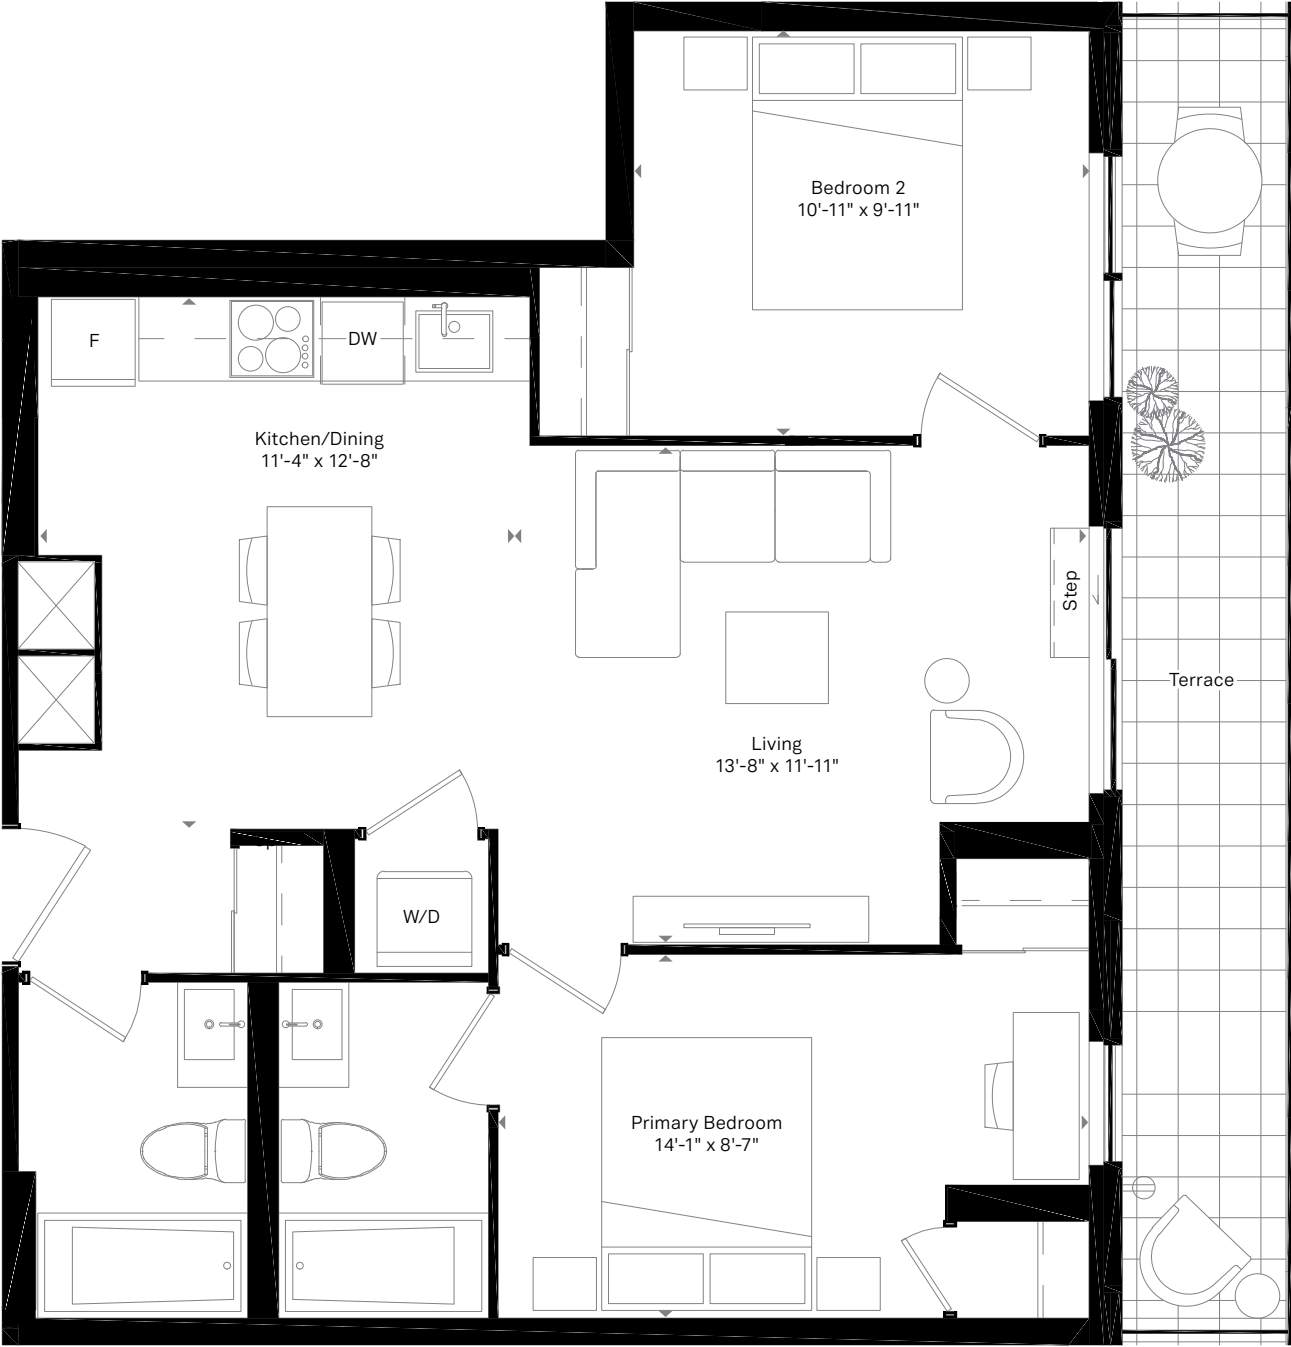 Bedroom 2
10'-11" x 9'-11"
F
DW
Kitchen/Dining
11'-4" x 12'-8"
Step
Terrace
Living
13'-8" x 11'-11"
W/D
Primary Bedroom
14'-1" x 8'-7"